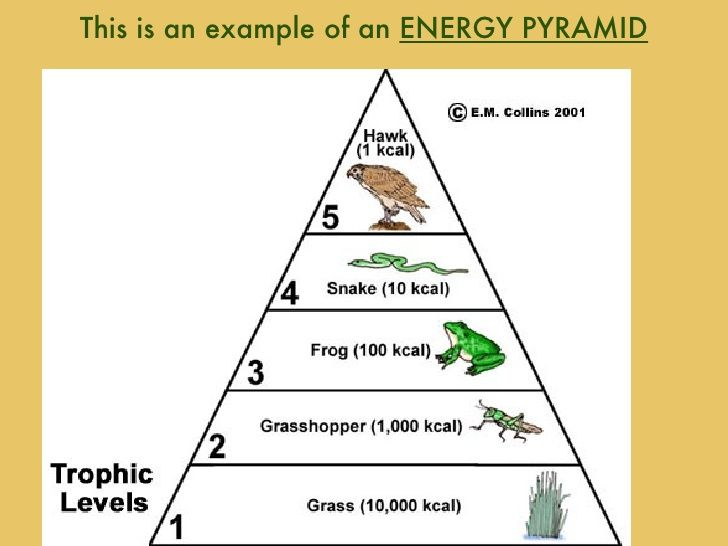 This is an example of an ENERGY PYRAMID
© E.M. Collins 2001
Hawk
(1 kcal)
5
4
Snake (10 kcal)
Frog (100 kcal)
3
Grasshopper (1,000 kcal)
2
Trophic
Levels
Grass (10,000 kcal)
1